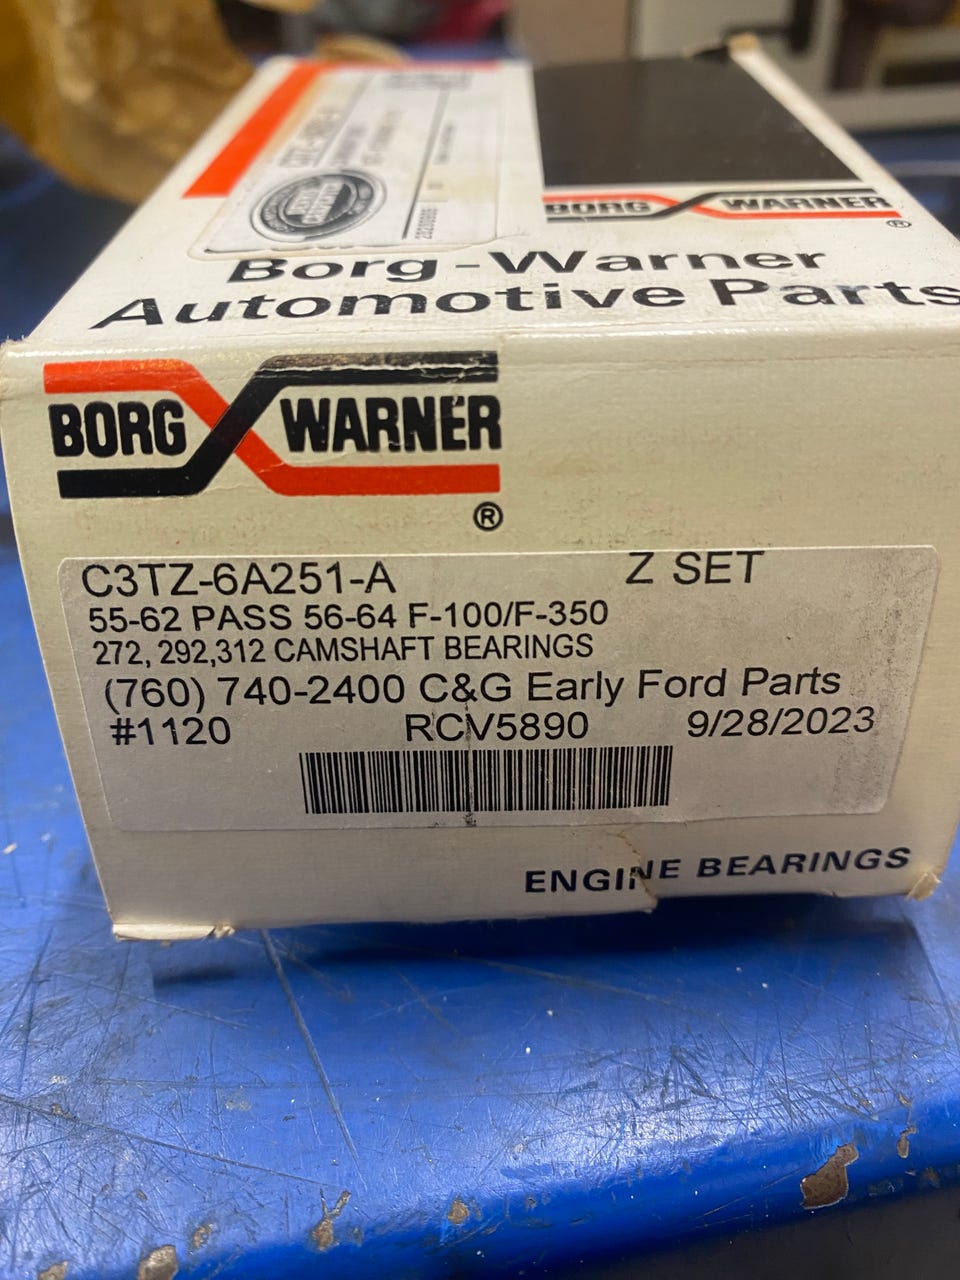 BORG WARNER
®
Borg-Warner
Automotive Parts
BORG WARNER
®
C3TZ-6A251-A Z SET
55-62 PASS 56-64 F-100/F-350
272, 292,312 CAMSHAFT BEARINGS
(760) 740-2400 C&G Early Ford Parts
#1120 RCV5890 9/28/2023
ENGINE BEARINGS